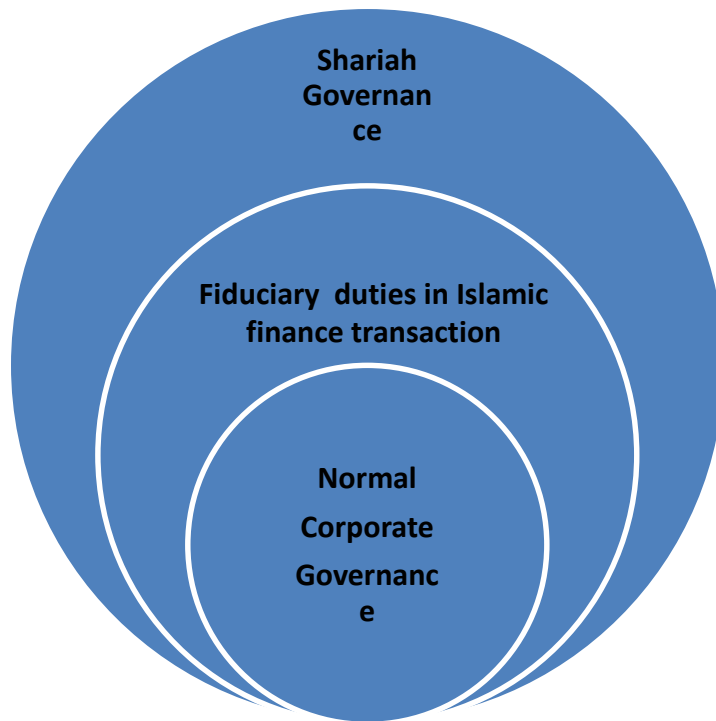 Shariah
Governan
ce
Fiduciary  duties in Islamic
finance transaction
Normal
Corporate
Governanc
e